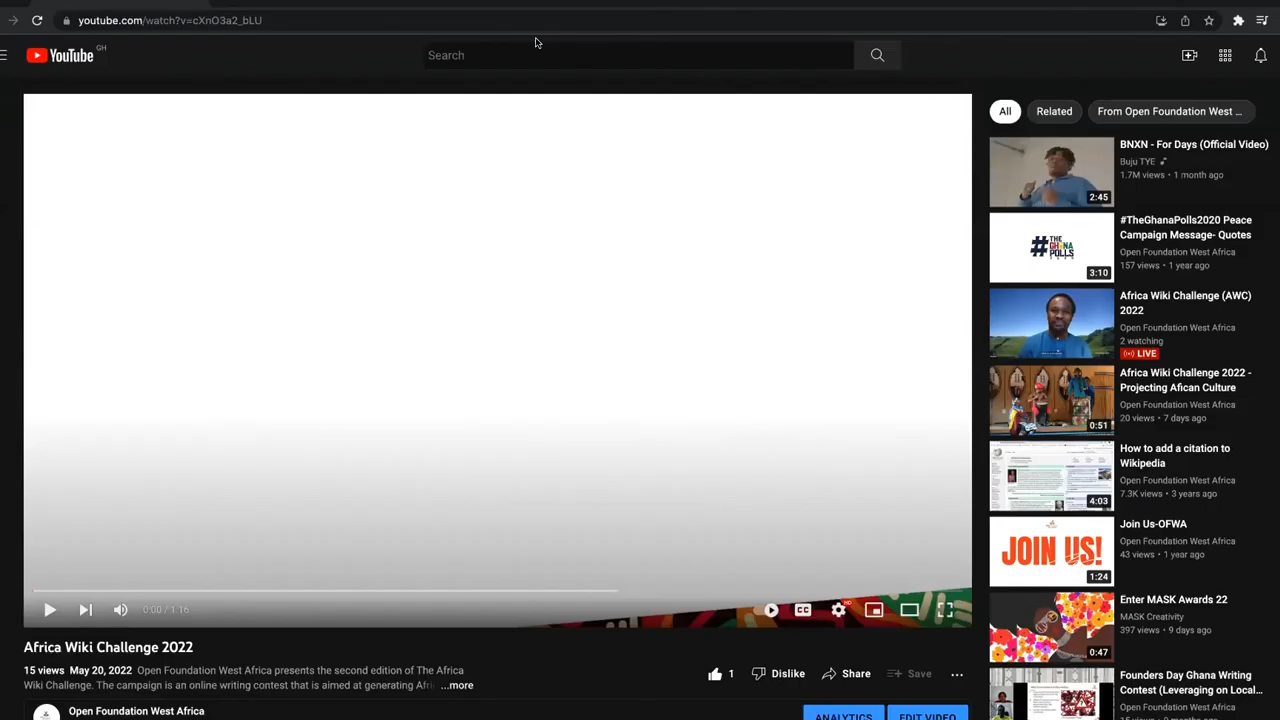 youtube.com/watch?v=cXnO3a2_bLU
YouTube GH
Search
All
Related
From Open Foundation West ...
BNXN - For Days (Official Video)
Buju TYE
1.7M views • 1 month ago
2:45
#TheGhanaPolls2020 Peace
Campaign Message- Quotes
Open Foundation West Africa
157 views • 1 year ago
#THE GHANA POLLS 2020
3:10
Africa Wiki Challenge (AWC)
2022
Open Foundation West Africa
2 watching
LIVE
Africa Wiki Challenge 2022 -
Projecting Afican Culture
Open Foundation West Africa
20 views • 7 days ago
0:51
How to add a citation to
Wikipedia
Open Foundation West Africa
7.3K views • 3 years ago
4:03
Join Us-OFWA
Open Foundation West Africa
43 views • 1 year ago
JOIN US!
1:24
Enter MASK Awards 22
MASK Creativity
397 views • 9 days ago
0:47
Founders Day Ghana Writing
Contest (Leveraging on Local...
Open Foundation West Africa
0:00 / 1:16
CC
HD
Africa Wiki Challenge 2022
15 views May 20, 2022 Open Foundation West Africa presents the second edition of The Africa
Wiki Challenge. The campaign is an online writing contest that is aimed at generating Afri ...more
1
Dislike
Share
Save
Open Foundation West Africa
ANALYTICS
EDIT VIDEO